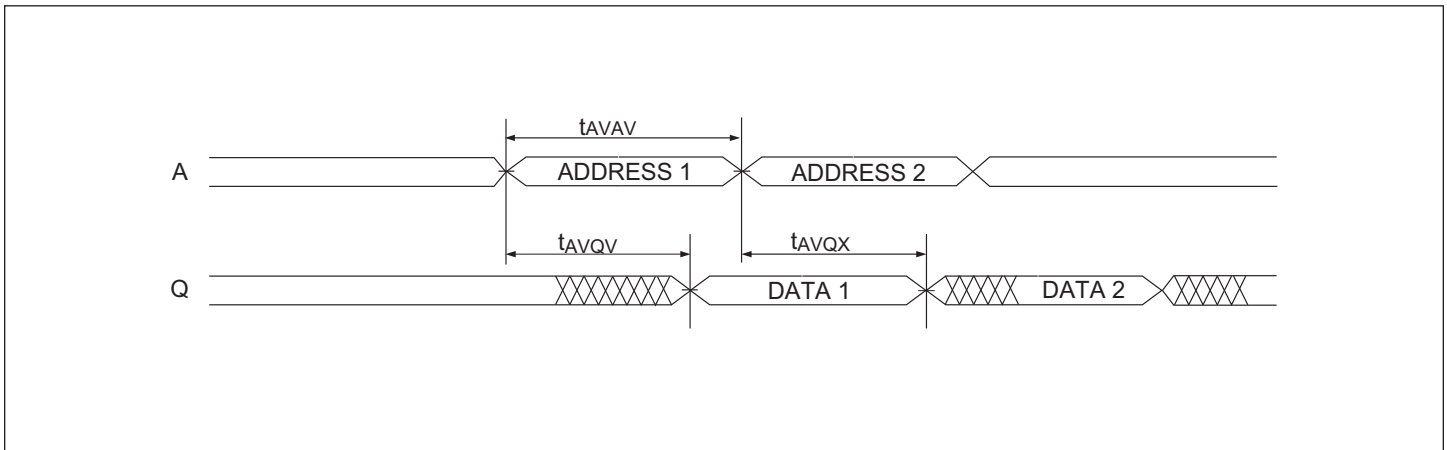 tAVAV
A ADDRESS 1 ADDRESS 2
tAVQV tAVQX
Q DATA 1 DATA 2